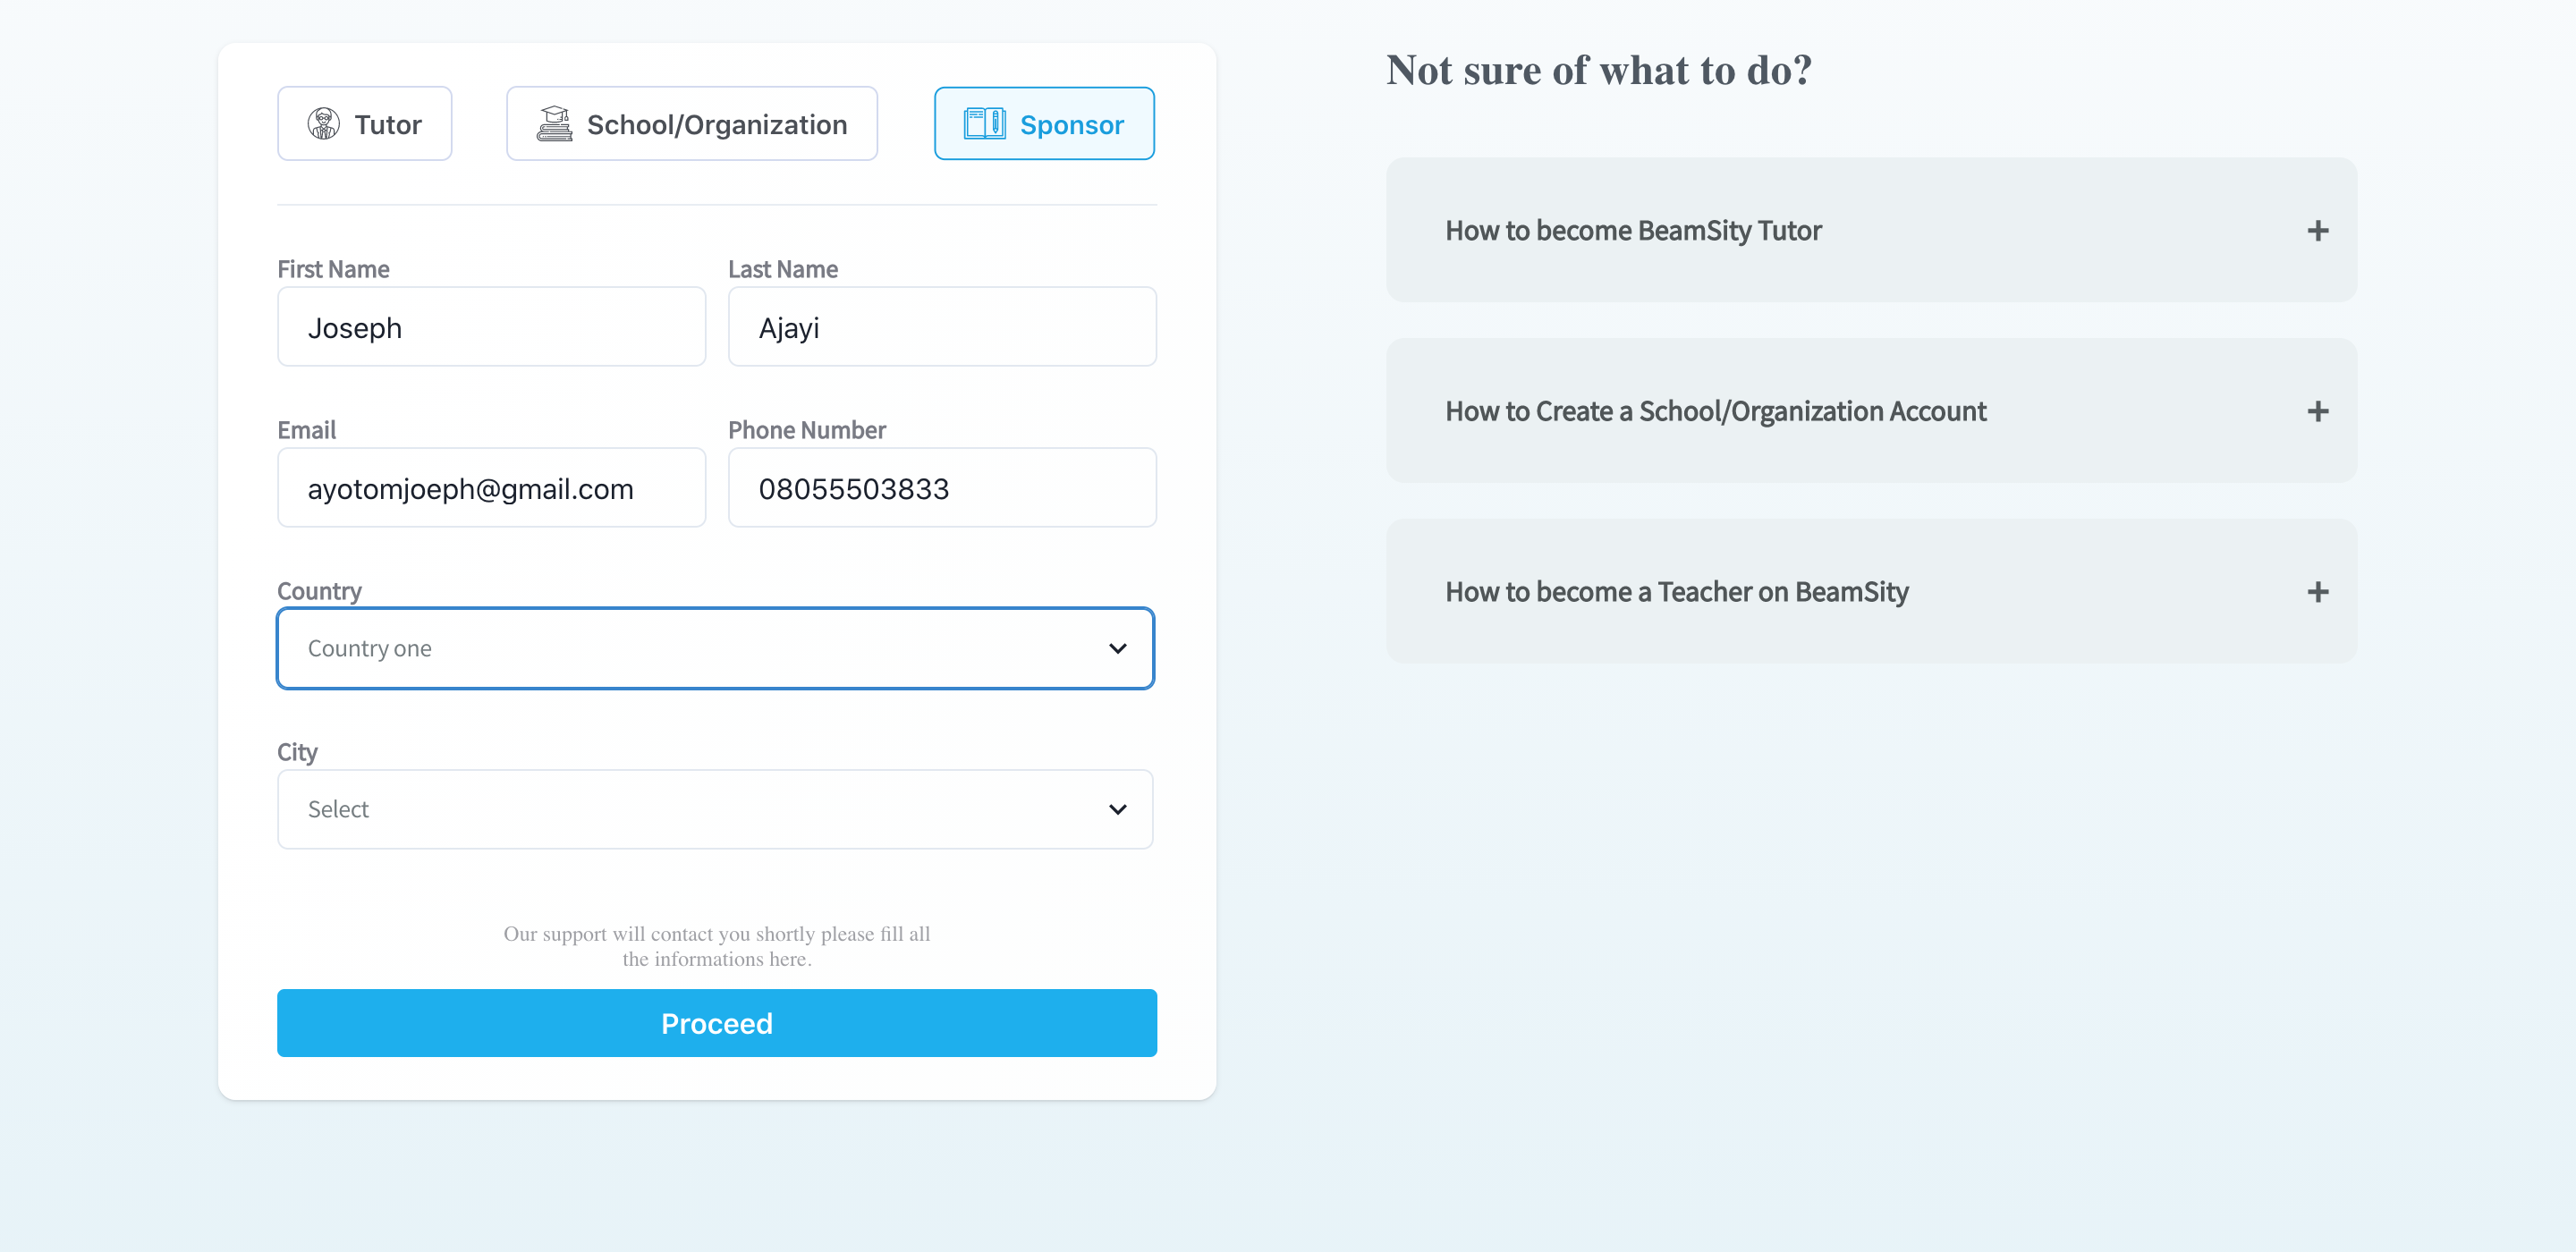 Tutor
School/Organization
Sponsor
First Name
Last Name
Joseph
Ajayi
Email
Phone Number
ayotomjoeph@gmail.com
08055503833
Country
Country one
City
Select
Our support will contact you shortly please fill all
the informations here.
Proceed
Not sure of what to do?
How to become BeamSity Tutor
How to Create a School/Organization Account
How to become a Teacher on BeamSity